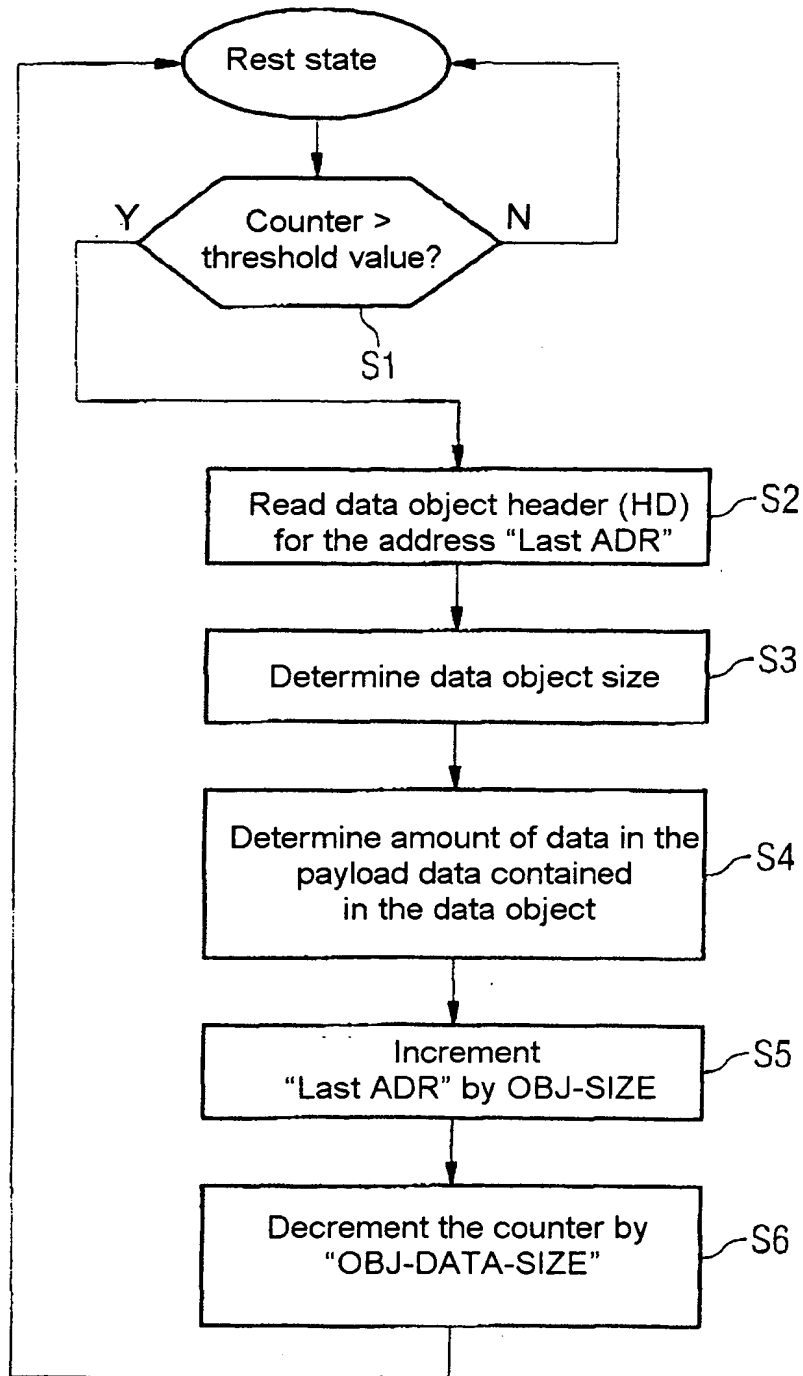 Rest state
Y
Counter >
threshold value?
N
S1
Read data object header (HD)
for the address “Last ADR”
S2
Determine data object size
S3
Determine amount of data in the
payload data contained
in the data object
S4
Increment
“Last ADR” by OBJ-SIZE
S5
Decrement the counter by
“OBJ-DATA-SIZE”
S6